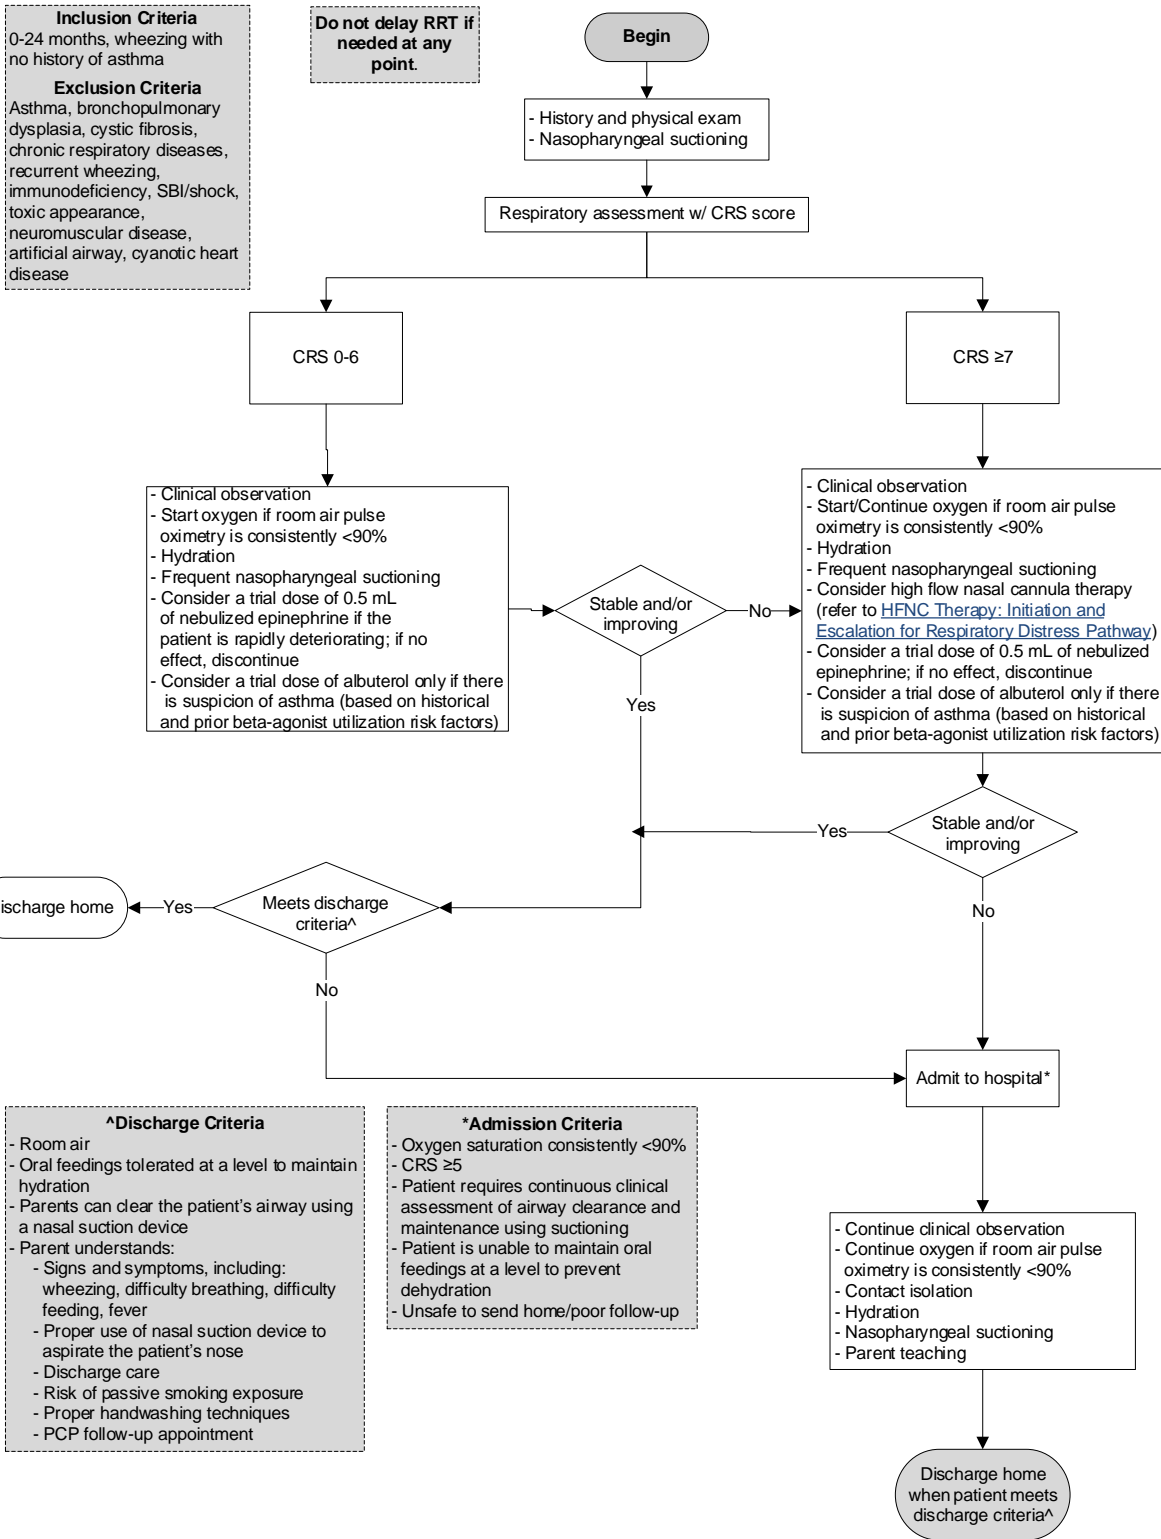 Inclusion Criteria
0-24 months, wheezing with
no history of asthma
Exclusion Criteria
Asthma, bronchopulmonary
dysplasia, cystic fibrosis,
chronic respiratory diseases,
recurrent wheezing,
immunodeficiency, SBI/shock,
toxic appearance,
neuromuscular disease,
artificial airway, cyanotic heart
disease
Do not delay RRT if
needed at any
point.
Begin
- History and physical exam
- Nasopharyngeal suctioning
Respiratory assessment w/ CRS score
CRS 0-6
CRS ≥7
- Clinical observation
- Start oxygen if room air pulse
oximetry is consistently <90%
- Hydration
- Frequent nasopharyngeal suctioning
- Consider a trial dose of 0.5 mL
of nebulized epinephrine if the
patient is rapidly deteriorating; if no
effect, discontinue
- Consider a trial dose of albuterol only if there
is suspicion of asthma (based on historical
and prior beta-agonist utilization risk factors)
Stable and/or
improving
No
Yes
- Clinical observation
- Start/Continue oxygen if room air pulse
oximetry is consistently <90%
- Hydration
- Frequent nasopharyngeal suctioning
- Consider high flow nasal cannula therapy
(refer to HFNC Therapy: Initiation and
Escalation for Respiratory Distress Pathway)
- Consider a trial dose of 0.5 mL of nebulized
epinephrine; if no effect, discontinue
- Consider a trial dose of albuterol only if there
is suspicion of asthma (based on historical
and prior beta-agonist utilization risk factors)
Stable and/or
improving
Yes
No
Meets discharge
criteria^
Yes
ischarge home
No
Admit to hospital*
^Discharge Criteria
- Room air
- Oral feedings tolerated at a level to maintain
hydration
- Parents can clear the patient's airway using
a nasal suction device
- Parent understands:
- Signs and symptoms, including:
wheezing, difficulty breathing, difficulty
feeding, fever
- Proper use of nasal suction device to
aspirate the patient's nose
- Discharge care
- Risk of passive smoking exposure
- Proper handwashing techniques
- PCP follow-up appointment
*Admission Criteria
- Oxygen saturation consistently <90%
- CRS ≥5
- Patient requires continuous clinical
assessment of airway clearance and
maintenance using suctioning
- Patient is unable to maintain oral
feedings at a level to prevent
dehydration
- Unsafe to send home/poor follow-up
- Continue clinical observation
- Continue oxygen if room air pulse
oximetry is consistently <90%
- Contact isolation
- Hydration
- Nasopharyngeal suctioning
- Parent teaching
Discharge home
when patient meets
discharge criteria^